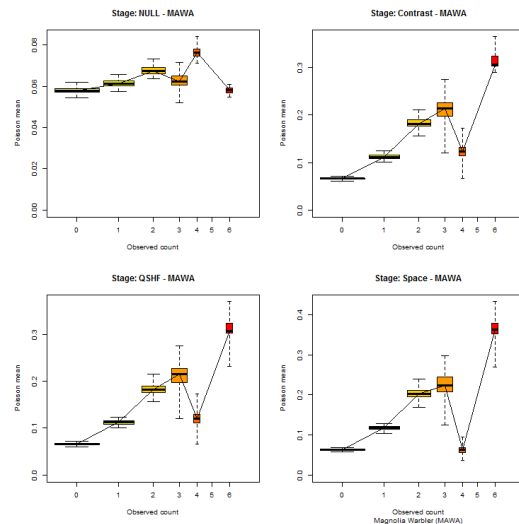 Stage: NULL - MAWA
Poisson mean
0.00 0.02 0.04 0.06 0.08
0 1 2 3 4 5 6
Observed count
Stage: Contrast - MAWA
Poisson mean
0.0 0.1 0.2 0.3
0 1 2 3 4 5 6
Observed count
Stage: QSHF - MAWA
Poisson mean
0.0 0.1 0.2 0.3
0 1 2 3 4 5 6
Observed count
Stage: Space - MAWA
Poisson mean
0.0 0.1 0.2 0.3 0.4
0 1 2 3 4 5 6
Observed count
Magnolia Warbler (MAWA)